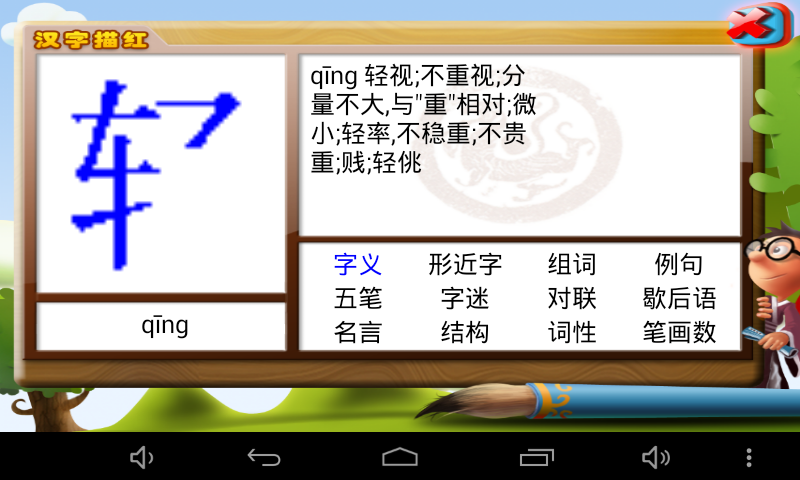 汉字描红
qīng 轻视;不重视;分
量不大,与"重"相对;微
小;轻率,不稳重;不贵
重;贱;轻佻
qīng
字义 形近字 组词 例句
五笔 字迷 对联 歇后语
名言 结构 词性 笔画数